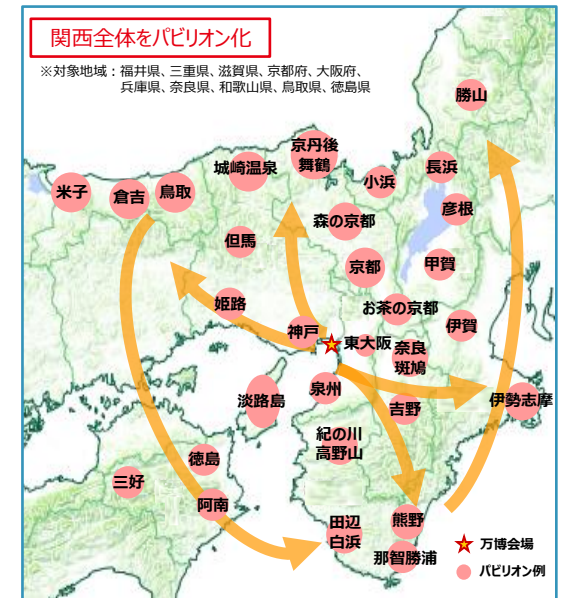 関西全体をパビリオン化
※対象地域：福井県、三重県、滋賀県、京都府、大阪府、
兵庫県、奈良県、和歌山県、鳥取県、徳島県
勝山
京丹後
舞鶴
城崎温泉
小浜
長浜
米子
倉吉
鳥取
森の京都
彦根
但馬
京都
甲賀
姫路
お茶の京都
伊賀
神戸
東大阪
奈良
斑鳩
淡路島
泉州
吉野
伊勢志摩
紀の川
高野山
徳島
三好
阿南
田辺
白浜
熊野
那智勝浦
万博会場
パビリオン例